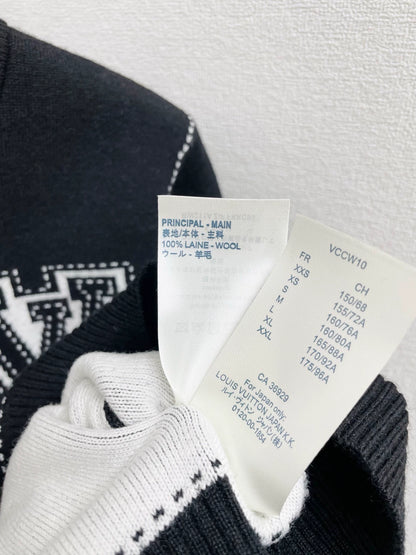 PRINCIPAL - MAIN
表地/本体 - 主料
100% LAINE - WOOL
ウール - 羊毛
VCCW10
FR CH
XXS 150/68
XS 155/72A
S 160/76A
M 160/80A
L 165/88A
XL 170/92A
XXL 175/96A
CA 36929
For Japan only:
LOUIS VUITTON JAPAN K.K.
ルイ・ヴィトン ジャパン(株)
0120-00-1854